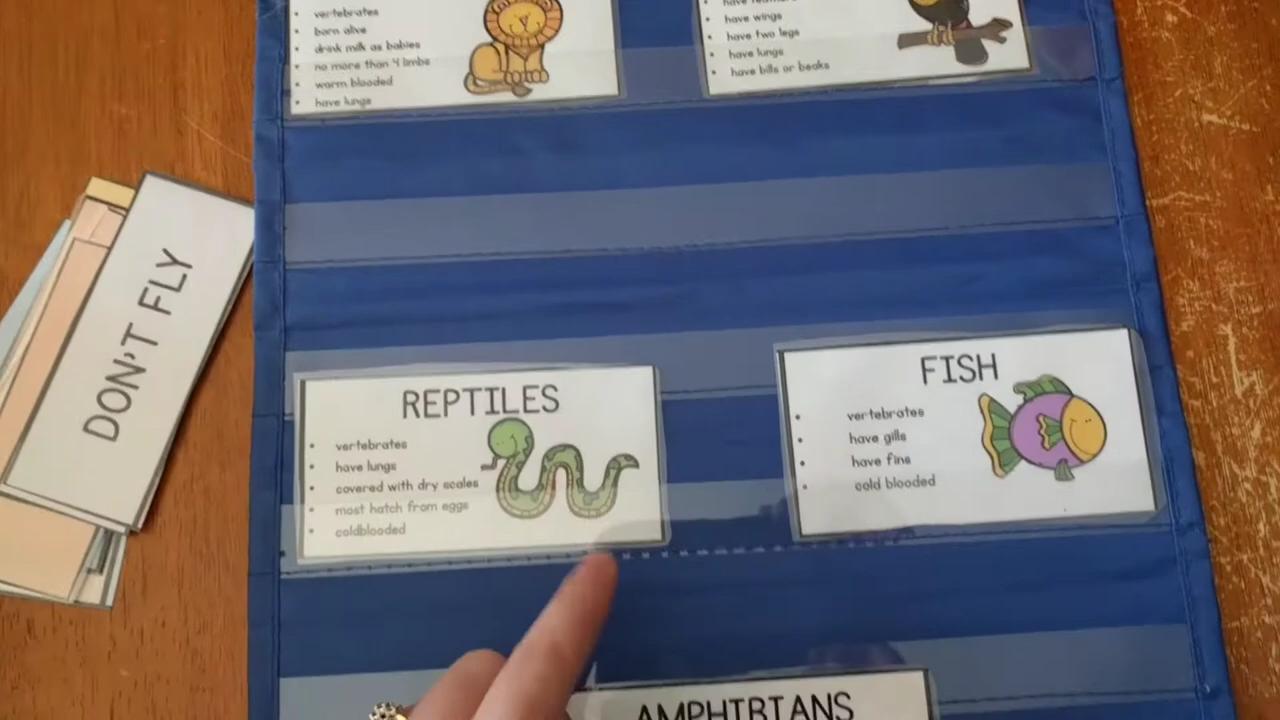 • vertebrates
• born alive
• drink milk as babies
• no more than 4 limbs
• warm blooded
• have lungs
• have feathers
• have wings
• have two legs
• have lungs
• have bills or beaks
DON'T FLY
REPTILES
• vertebrates
• have lungs
• covered with dry scales
• most hatch from eggs
• coldblooded
FISH
• vertebrates
• have gills
• have fins
• cold blooded
AMPHIBIANS